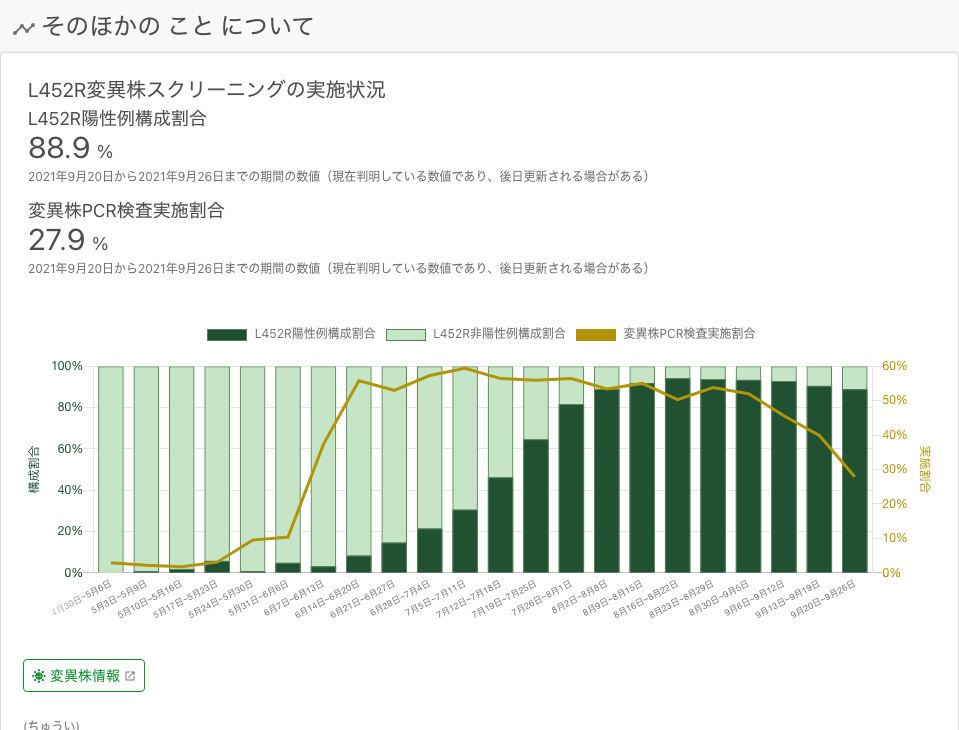 そのほかの こと について
L452R変異株スクリーニングの実施状況
L452R陽性例構成割合
88.9 %
2021年9月20日から2021年9月26日までの期間の数値（現在判明している数値であり、後日更新される場合がある）
変異株PCR検査実施割合
27.9 %
2021年9月20日から2021年9月26日までの期間の数値（現在判明している数値であり、後日更新される場合がある）
L452R陽性例構成割合 L452R非陽性例構成割合 変異株PCR検査実施割合
100%
80%
60%
40%
20%
0%
構成割合
60%
50%
40%
30%
20%
10%
0%
実施割合
4月30日~5月6日
5月3日~5月9日
5月10日~5月16日
5月17日~5月23日
5月24日~5月30日
5月31日~6月6日
6月7日~6月13日
6月14日~6月20日
6月21日~6月27日
6月28日~7月4日
7月5日~7月11日
7月12日~7月18日
7月19日~7月25日
7月26日~8月1日
8月2日~8月8日
8月9日~8月15日
8月16日~8月22日
8月23日~8月29日
8月30日~9月5日
9月6日~9月12日
9月13日~9月19日
9月20日~9月26日
変異株情報
(ちゅうい)